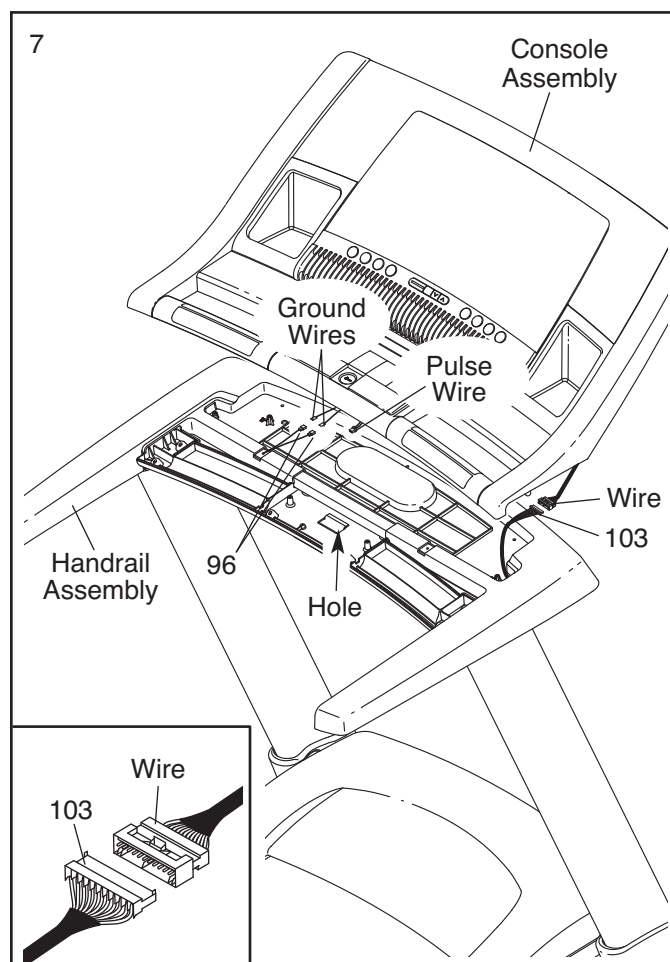 7
Console
Assembly
Ground
Wires
Pulse
Wire
Wire
103
96
Handrail
Assembly
Hole
Wire
103